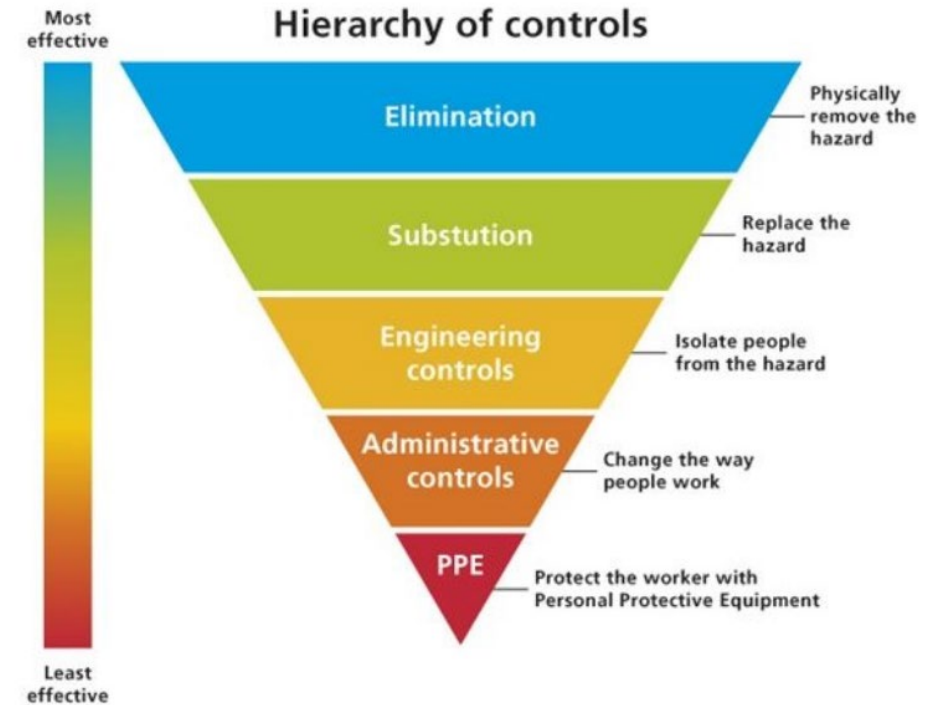 Most
effective
Hierarchy of controls
Elimination
Physically
remove the
hazard
Substution
Replace the
hazard
Engineering
controls
Isolate people
from the hazard
Administrative
controls
Change the way
people work
PPE
Protect the worker with
Personal Protective Equipment
Least
effective